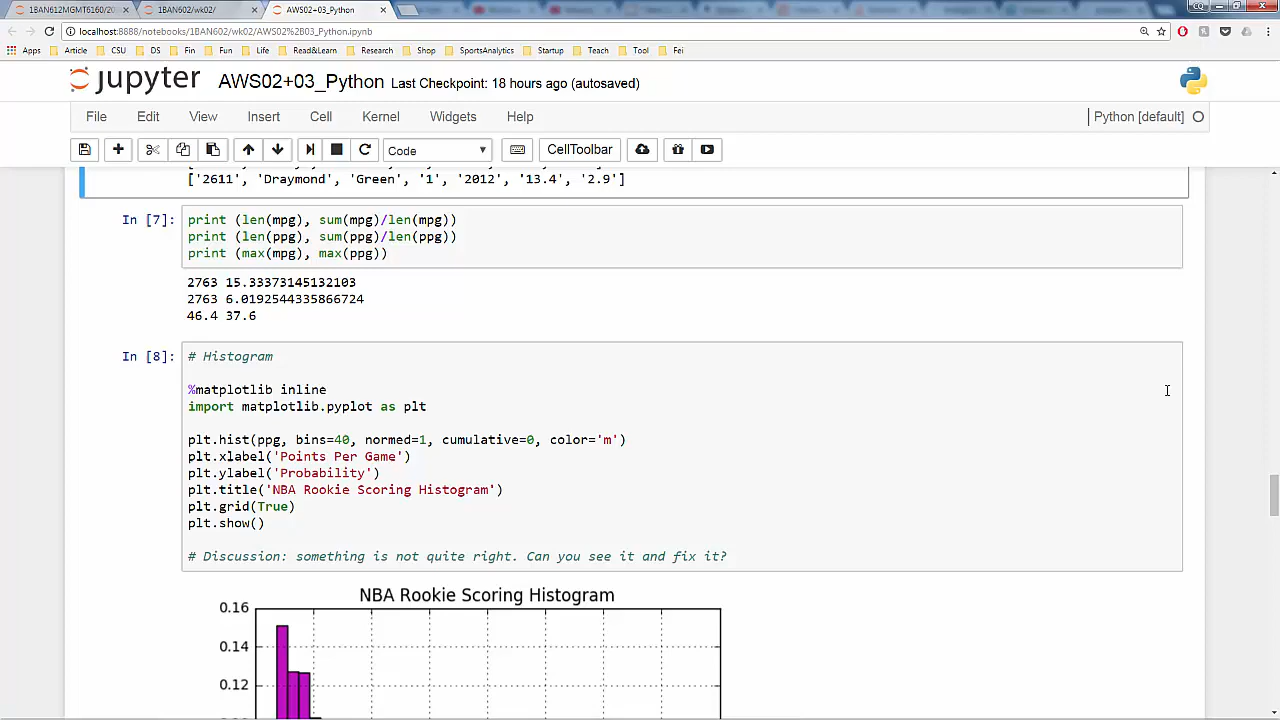 1BAN612MGMT6160/20 × 1BAN602/wk02/ × AWS02+03_Python ×
localhost:8888/notebooks/1BAN602/wk02/AWS02%2B03_Python.ipynb
Apps Article CSU DS Fin Fun Life Read&Learn Research Shop SportsAnalytics Startup Teach Tool Fei
jupyter AWS02+03_Python Last Checkpoint: 18 hours ago (autosaved)
File Edit View Insert Cell Kernel Widgets Help Python [default]
Code CellToolbar
['2611', 'Draymond', 'Green', '1', '2012', '13.4', '2.9']
In [7]: print (len(mpg), sum(mpg)/len(mpg))
print (len(ppg), sum(ppg)/len(ppg))
print (max(mpg), max(ppg))
2763 15.33373145132103
2763 6.0192544335866724
46.4 37.6
In [8]: # Histogram
%matplotlib inline
import matplotlib.pyplot as plt
plt.hist(ppg, bins=40, normed=1, cumulative=0, color='m')
plt.xlabel('Points Per Game')
plt.ylabel('Probability')
plt.title('NBA Rookie Scoring Histogram')
plt.grid(True)
plt.show()
# Discussion: something is not quite right. Can you see it and fix it?
NBA Rookie Scoring Histogram
0.16
0.14
0.12